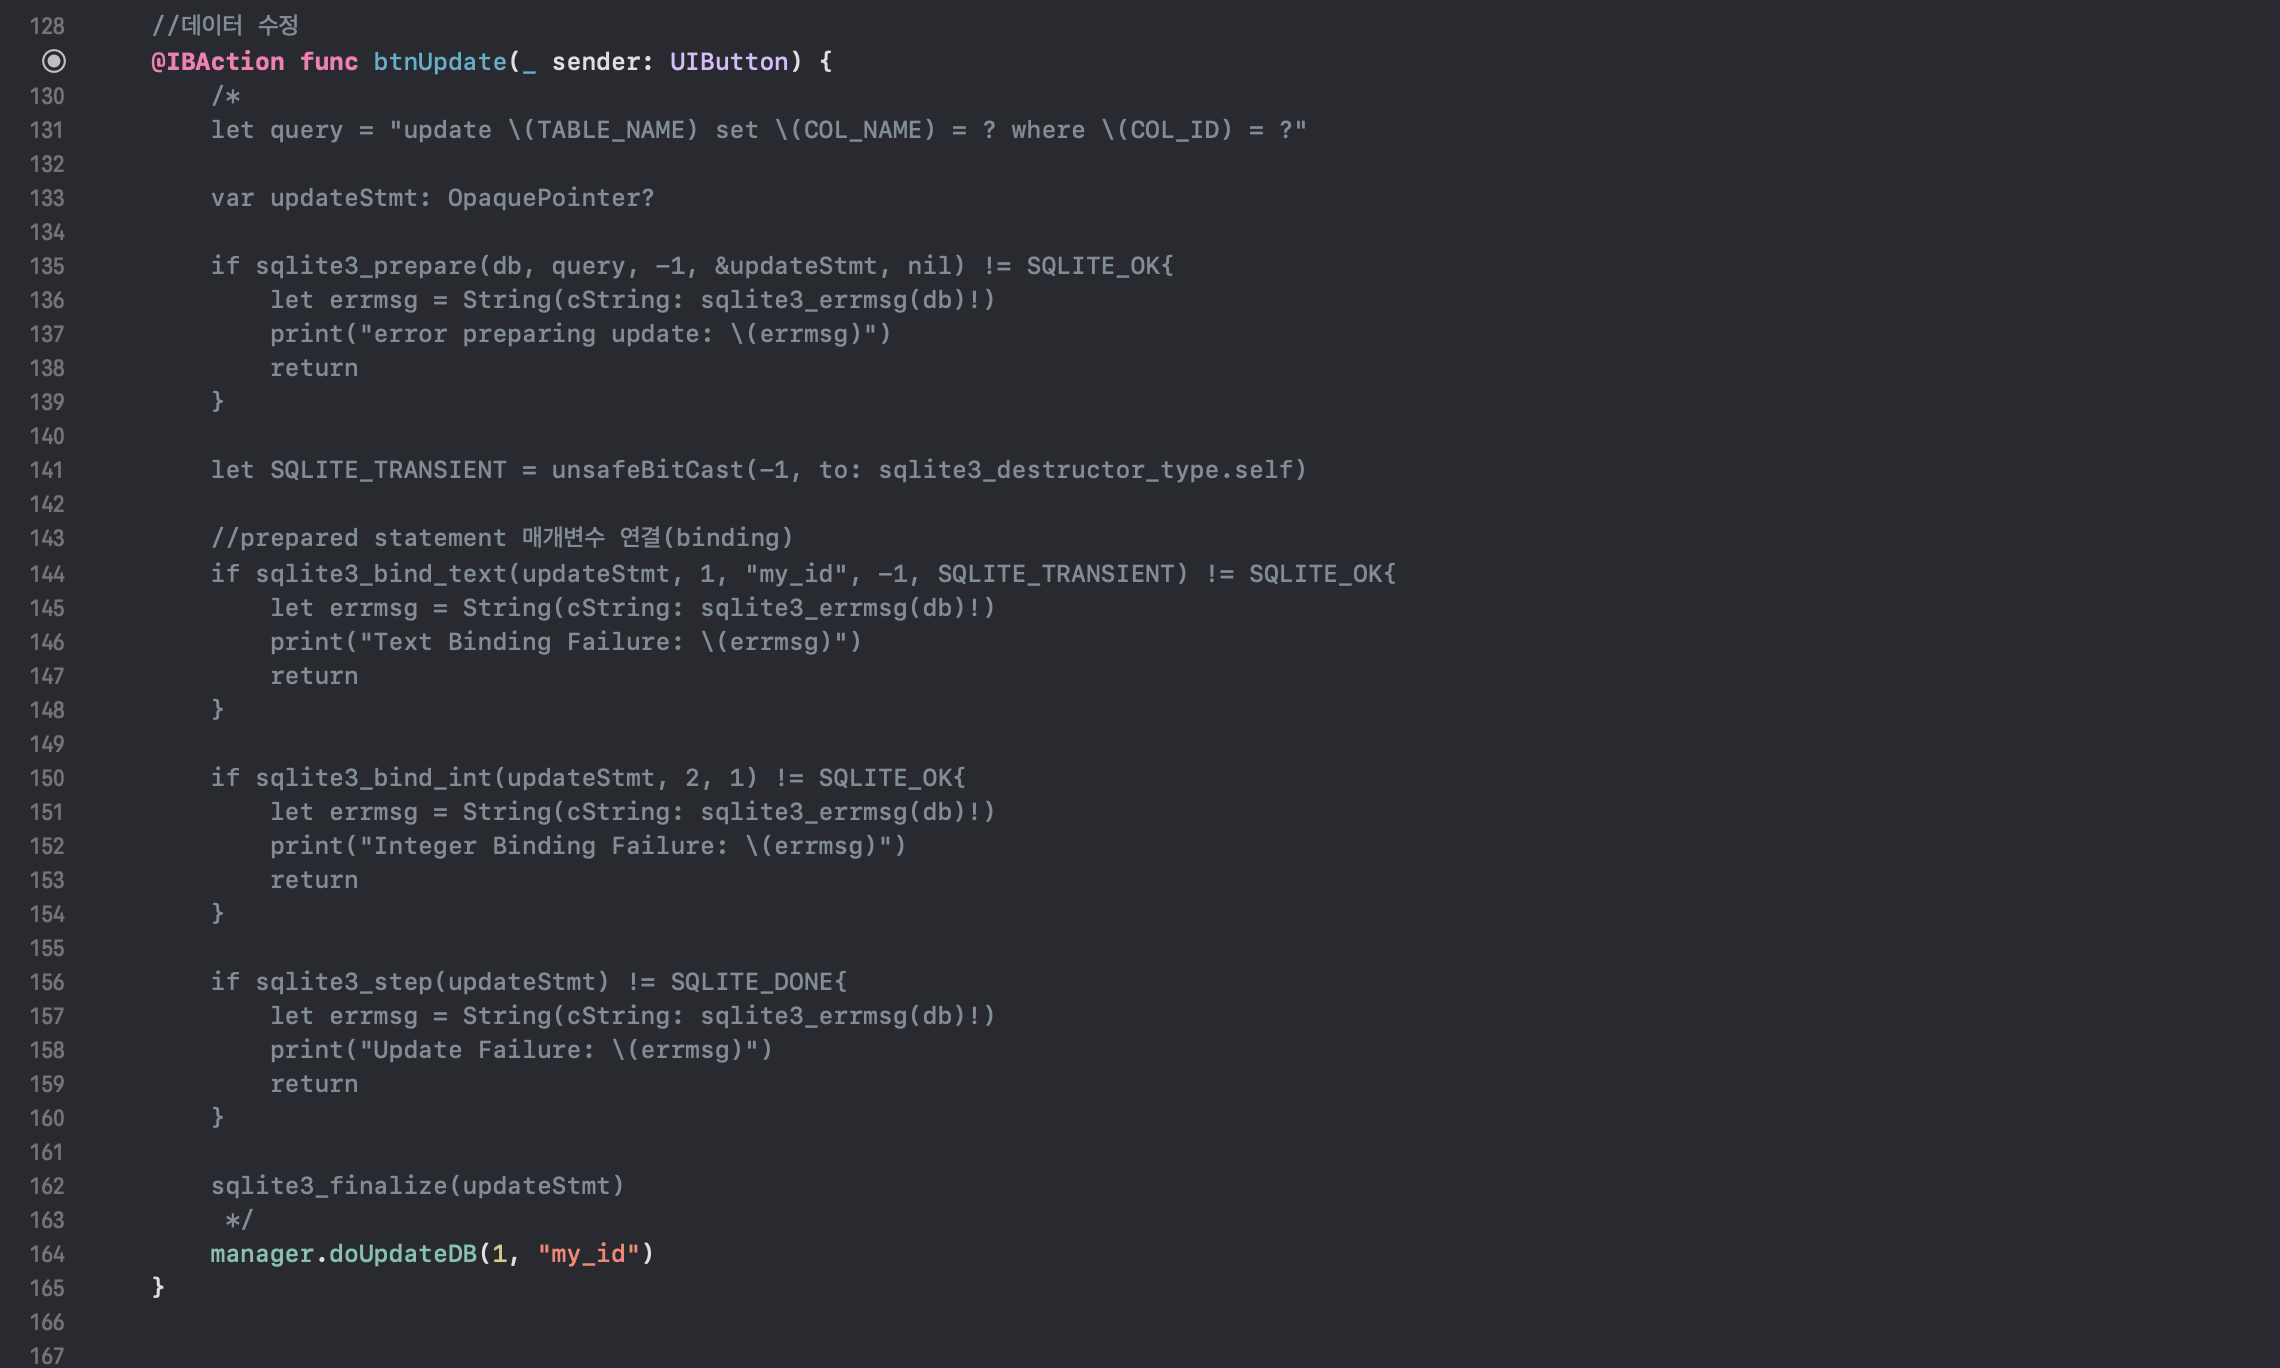 128 //데이터 수정
@IBAction func btnUpdate(_ sender: UIButton) {
130 /*
131 let query = "update \(TABLE_NAME) set \(COL_NAME) = ? where \(COL_ID) = ?"
132
133 var updateStmt: OpaquePointer?
134
135 if sqlite3_prepare(db, query, -1, &updateStmt, nil) != SQLITE_OK{
136 let errmsg = String(cString: sqlite3_errmsg(db)!)
137 print("error preparing update: \(errmsg)")
138 return
139 }
140
141 let SQLITE_TRANSIENT = unsafeBitCast(-1, to: sqlite3_destructor_type.self)
142
143 //prepared statement 매개변수 연결(binding)
144 if sqlite3_bind_text(updateStmt, 1, "my_id", -1, SQLITE_TRANSIENT) != SQLITE_OK{
145 let errmsg = String(cString: sqlite3_errmsg(db)!)
146 print("Text Binding Failure: \(errmsg)")
147 return
148 }
149
150 if sqlite3_bind_int(updateStmt, 2, 1) != SQLITE_OK{
151 let errmsg = String(cString: sqlite3_errmsg(db)!)
152 print("Integer Binding Failure: \(errmsg)")
153 return
154 }
155
156 if sqlite3_step(updateStmt) != SQLITE_DONE{
157 let errmsg = String(cString: sqlite3_errmsg(db)!)
158 print("Update Failure: \(errmsg)")
159 return
160 }
161
162 sqlite3_finalize(updateStmt)
163 */
164 manager.doUpdateDB(1, "my_id")
165 }
166
167